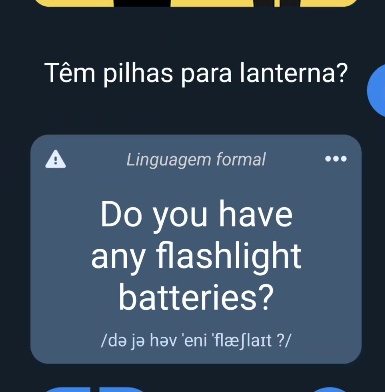 Têm pilhas para lanterna?
Linguagem formal
Do you have
any flashlight
batteries?
/də jə həv ˈeni ˈflæʃlaɪt ?/